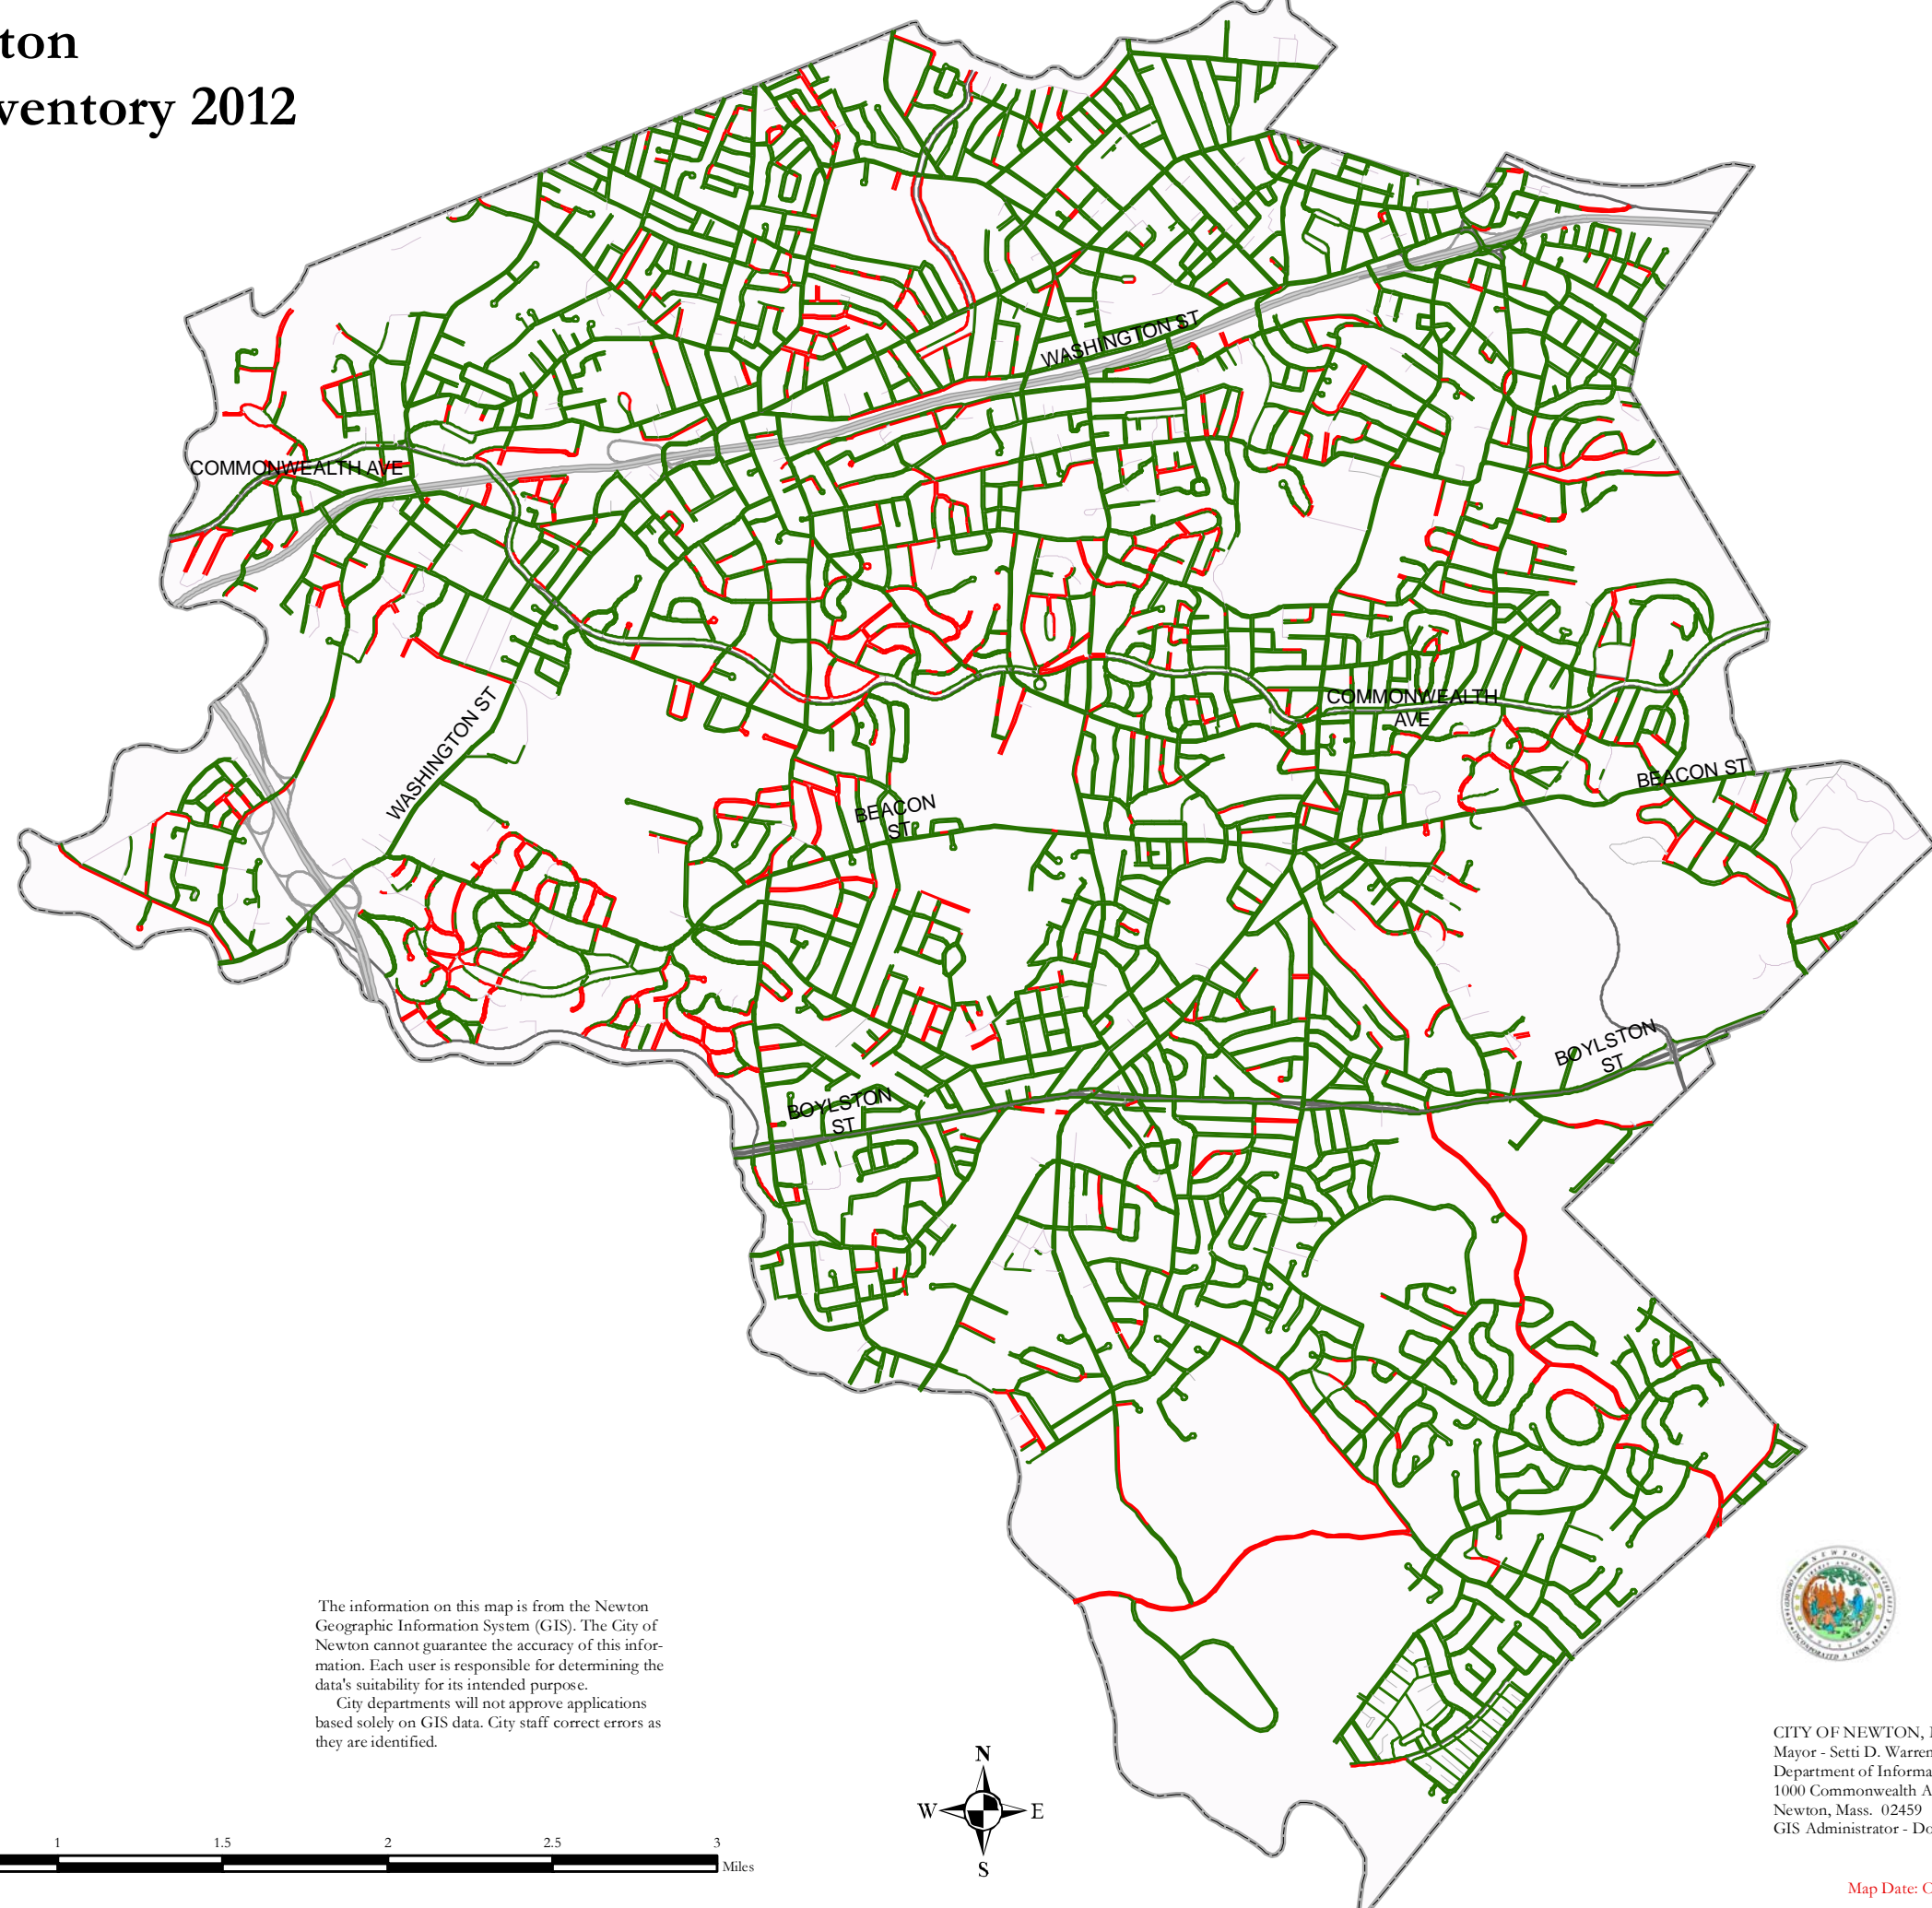 ton
ventory 2012
WASHINGTON ST
COMMONWEALTH AVE
COMMONWEALTH
AVE
WASHINGTON ST
BEACON ST
BEACON
ST
BOYLSTON
ST
BOYLSTON
ST
The information on this map is from the Newton
Geographic Information System (GIS). The City of
Newton cannot guarantee the accuracy of this infor-
mation. Each user is responsible for determining the
data's suitability for its intended purpose.
City departments will not approve applications
based solely on GIS data. City staff correct errors as
they are identified.
N
W E
S
1 1.5 2 2.5 3
Miles
NEWTON
CITY OF NEWTON,
Mayor - Setti D. Warren
Department of Informa
1000 Commonwealth A
Newton, Mass. 02459
GIS Administrator - Do
Map Date: